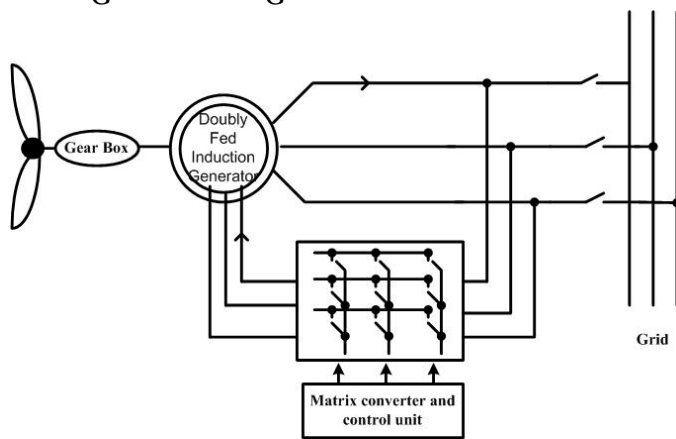 Gear Box
Doubly
Fed
Induction
Generator
Grid
Matrix converter and
control unit